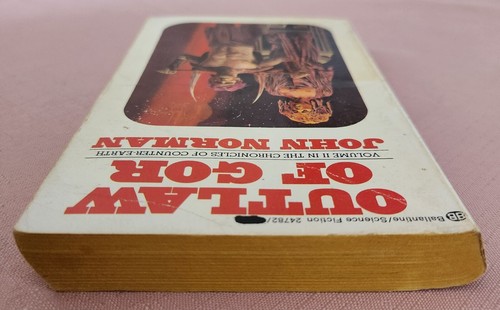 BB Ballantine/Science Fiction 24782/
OUTLAW
OF GOR
VOLUME II IN THE CHRONICLES OF COUNTER-EARTH
JOHN NORMAN